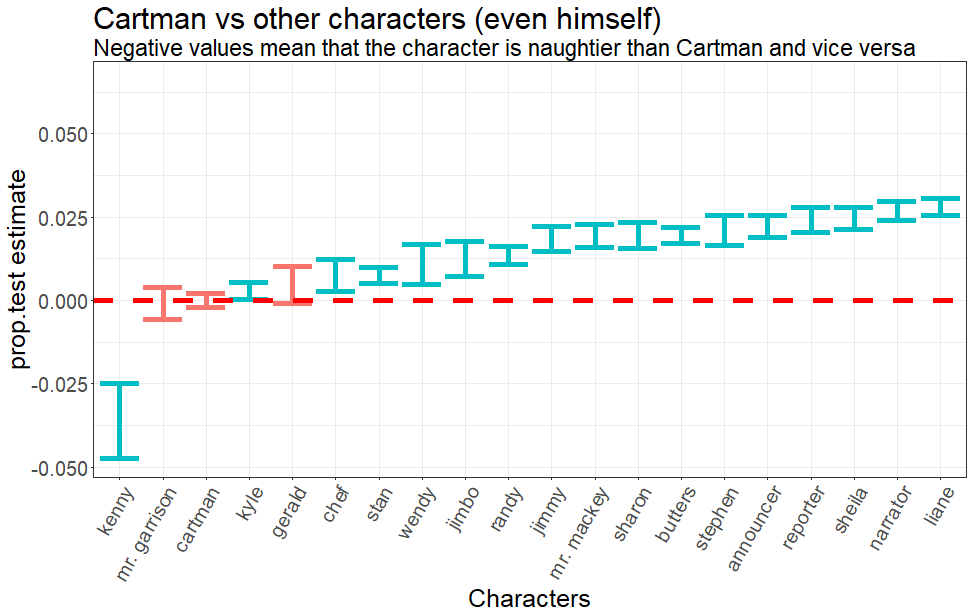 Cartman vs other characters (even himself)
Negative values mean that the character is naughtier than Cartman and vice versa
prop.test estimate
0.050
0.025
0.000
-0.025
-0.050
kenny
mr. garrison
cartman
kyle
gerald
chef
stan
wendy
jimbo
randy
jimmy
mr. mackey
sharon
butters
stephen
announcer
reporter
sheila
narrator
liane
Characters